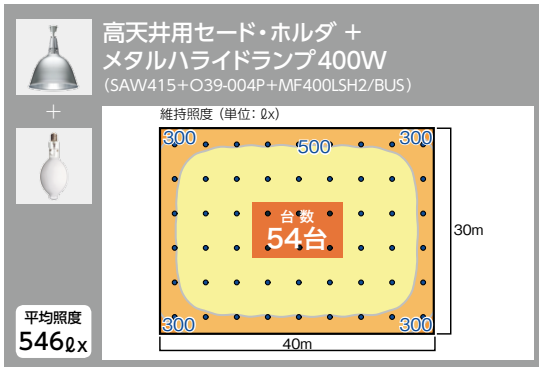 高天井用セード・ホルダ +
メタルハライドランプ400W
(SAW415+O39-004P+MF400LSH2/BUS)
+
維持照度 (単位: ℓx)
300
500
300
台数
54台
30m
300
300
40m
平均照度
546ℓx